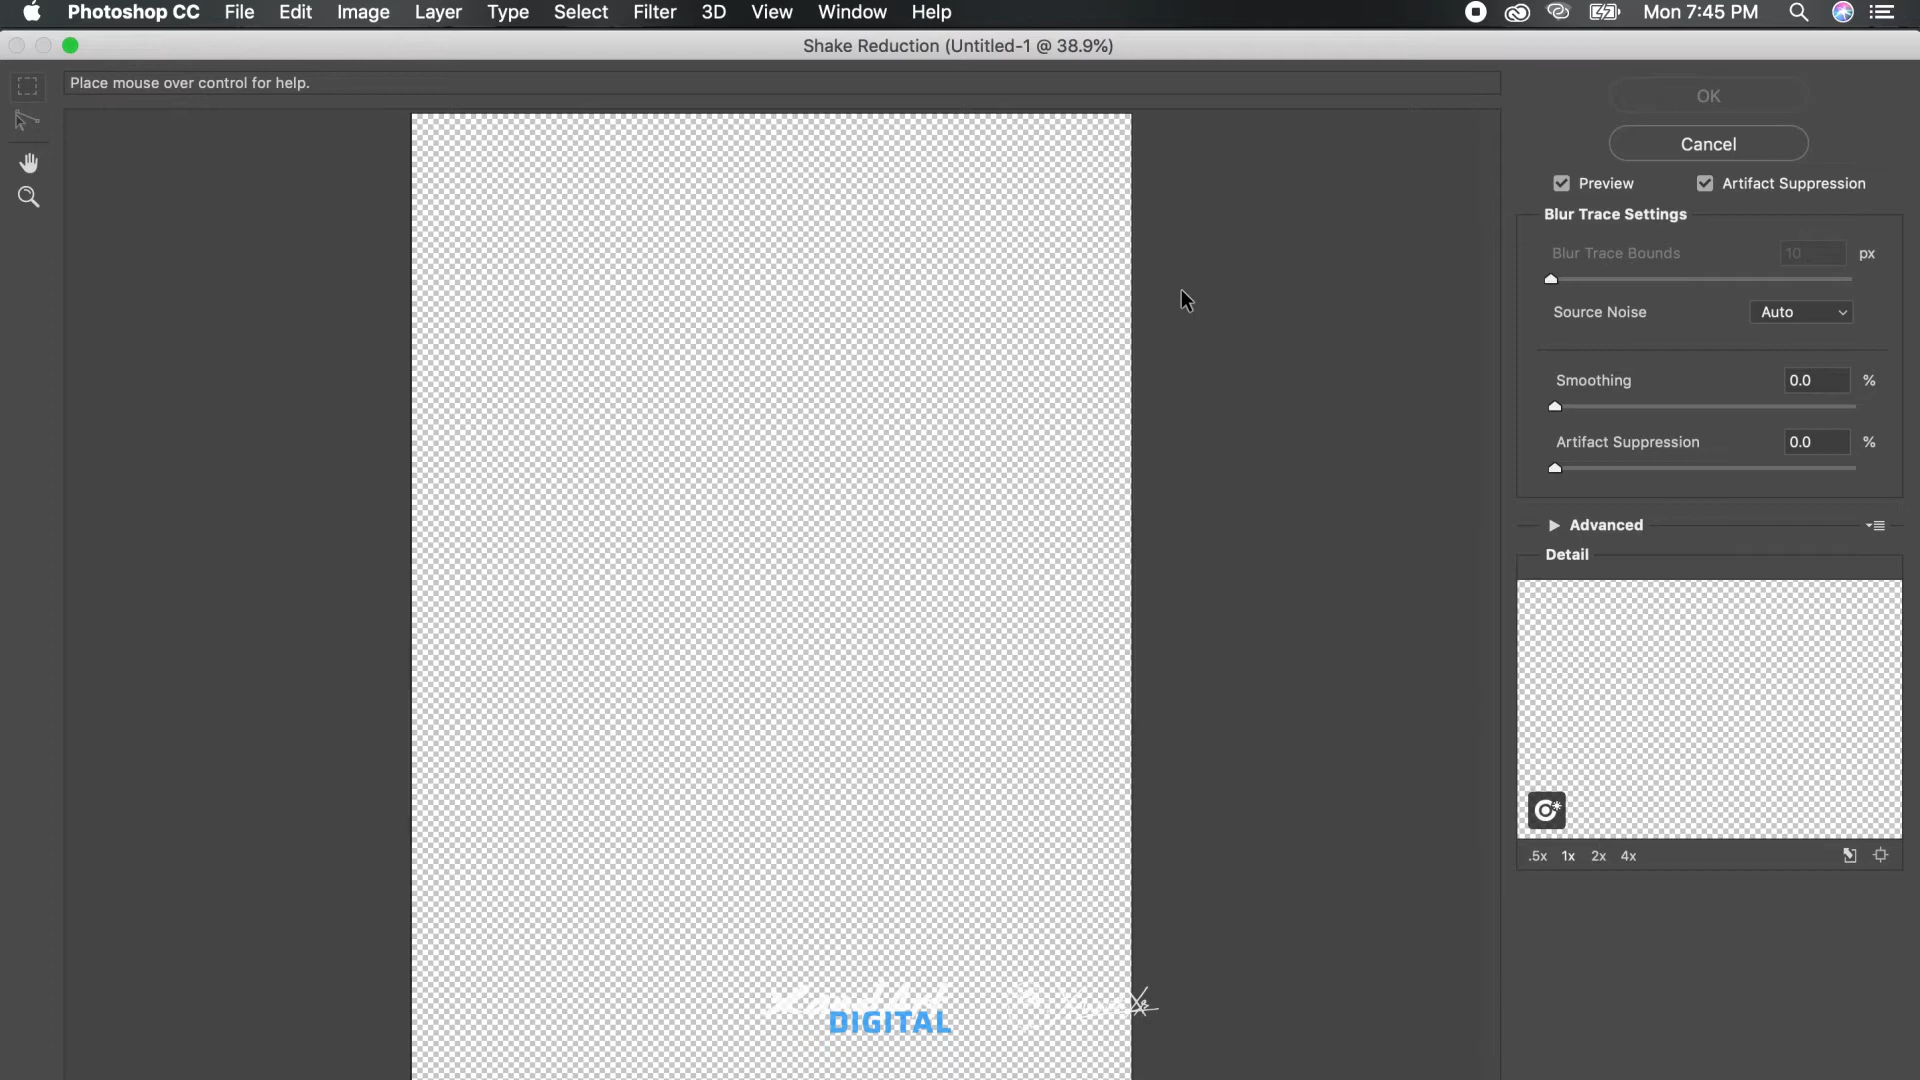 Photoshop CC File Edit Image Layer Type Select Filter 3D View Window Help Mon 7:45 PM
Shake Reduction (Untitled-1 @ 38.9%)
Place mouse over control for help.
OK
Cancel
Preview Artifact Suppression
Blur Trace Settings
Blur Trace Bounds 10 px
Source Noise Auto
Smoothing 0.0 %
Artifact Suppression 0.0 %
Advanced
Detail
.5x 1x 2x 4x
DIGITAL